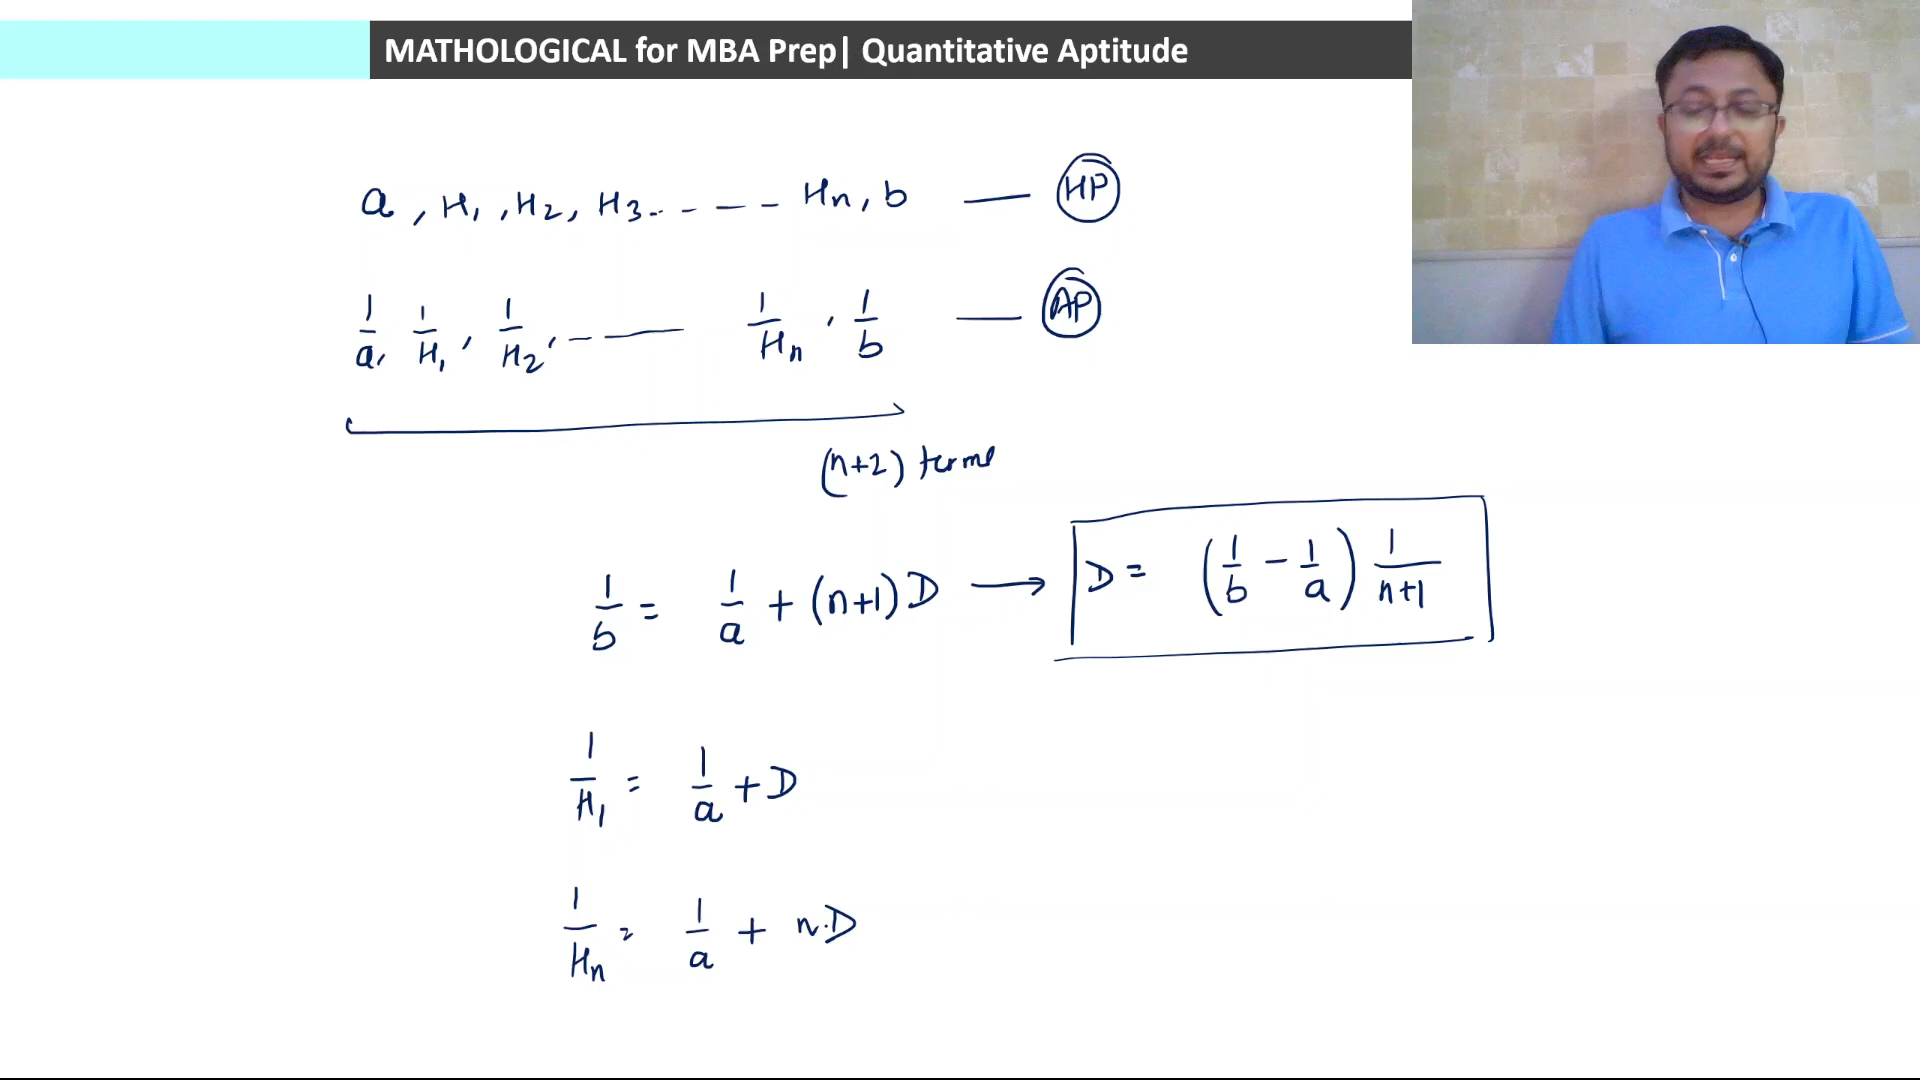 MATHOLOGICAL for MBA Prep| Quantitative Aptitude
a , H₁ , H₂, H₃ - - - - - Hn, b — HP
1/a, 1/H₁, 1/H₂, - —— 1/Hn , 1/b — AP
(n+2) terms
1/b = 1/a + (n+1) D → D = (1/b - 1/a) 1/n+1
1/H₁ = 1/a + D
1/Hn = 1/a + n.D